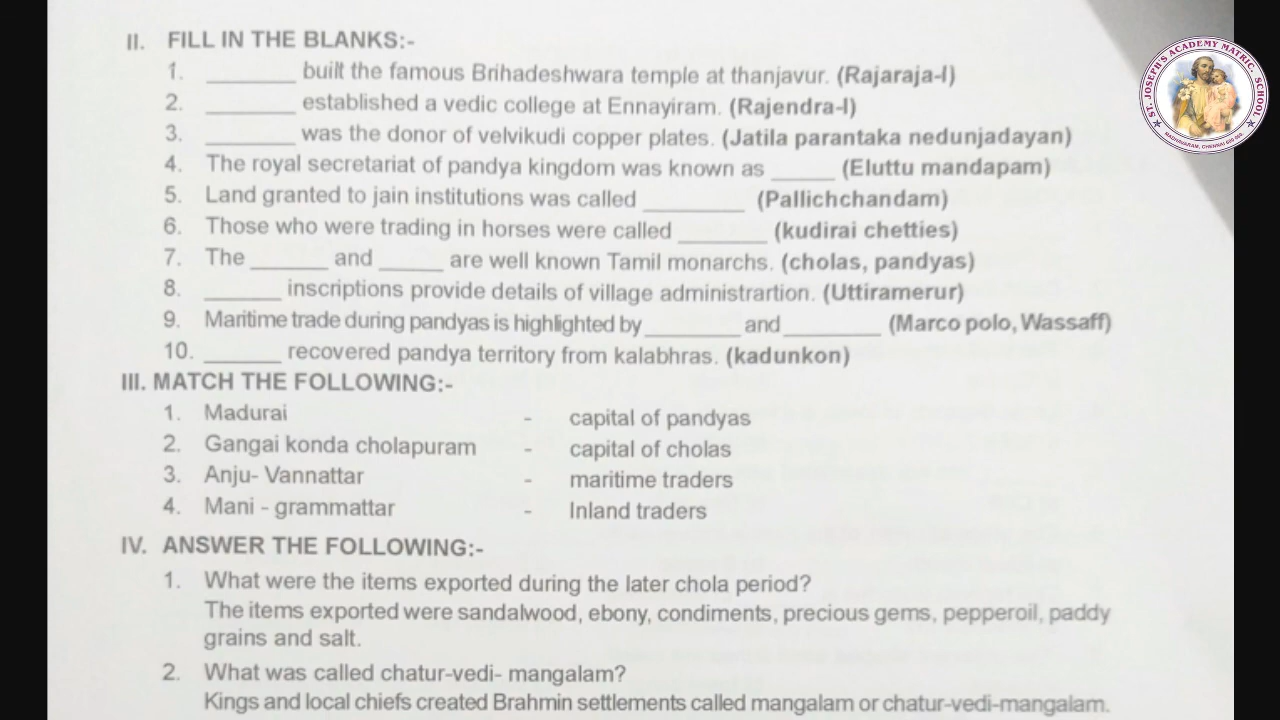 II. FILL IN THE BLANKS:-
1. ________ built the famous Brihadeshwara temple at thanjavur. (Rajaraja-I)
2. ________ established a vedic college at Ennayiram. (Rajendra-I)
3. ________ was the donor of velvikudi copper plates. (Jatila parantaka nedunjadayan)
4. The royal secretariat of pandya kingdom was known as _____ (Eluttu mandapam)
5. Land granted to jain institutions was called _________ (Pallichchandam)
6. Those who were trading in horses were called ________ (kudirai chetties)
7. The _______ and ______ are well known Tamil monarchs. (cholas, pandyas)
8. _______ inscriptions provide details of village administrartion. (Uttiramerur)
9. Maritime trade during pandyas is highlighted by _________ and _________ (Marco polo, Wassaff)
10. _______ recovered pandya territory from kalabhras. (kadunkon)
III. MATCH THE FOLLOWING:-
1. Madurai - capital of pandyas
2. Gangai konda cholapuram - capital of cholas
3. Anju- Vannattar - maritime traders
4. Mani - grammattar - Inland traders
IV. ANSWER THE FOLLOWING:-
1. What were the items exported during the later chola period?
The items exported were sandalwood, ebony, condiments, precious gems, pepperoil, paddy
grains and salt.
2. What was called chatur-vedi- mangalam?
Kings and local chiefs created Brahmin settlements called mangalam or chatur-vedi-mangalam.
ST. JOSEPH'S ACADEMY MATRIC. SCHOOL